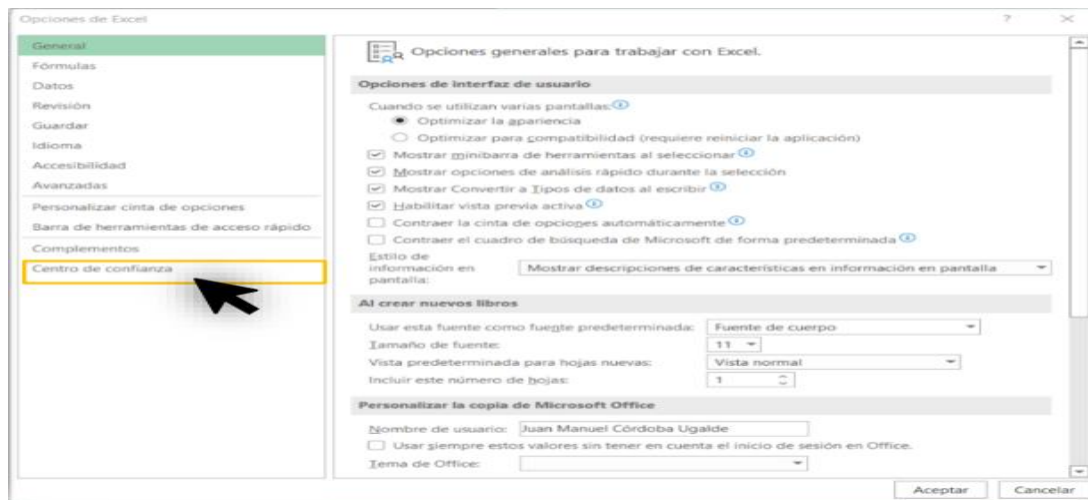 Opciones de Excel
General
Fórmulas
Datos
Revisión
Guardar
Idioma
Accesibilidad
Avanzadas
Personalizar cinta de opciones
Barra de herramientas de acceso rápido
Complementos
Centro de confianza
Opciones generales para trabajar con Excel.
Opciones de interfaz de usuario
Cuando se utilizan varias pantallas:
Optimizar la apariencia
Optimizar para compatibilidad (requiere reiniciar la aplicación)
Mostrar minibarra de herramientas al seleccionar
Mostrar opciones de análisis rápido durante la selección
Mostrar Convertir a Tipos de datos al escribir
Habilitar vista previa activa
Contraer la cinta de opciones automáticamente
Contraer el cuadro de búsqueda de Microsoft de forma predeterminada
Estilo de
información en
pantalla:
Mostrar descripciones de características en información en pantalla
Al crear nuevos libros
Usar esta fuente como fuente predeterminada: Fuente de cuerpo
Tamaño de fuente: 11
Vista predeterminada para hojas nuevas: Vista normal
Incluir este número de hojas: 1
Personalizar la copia de Microsoft Office
Nombre de usuario: Juan Manuel Córdoba Ugalde
Usar siempre estos valores sin tener en cuenta el inicio de sesión en Office.
Tema de Office:
Aceptar Cancelar